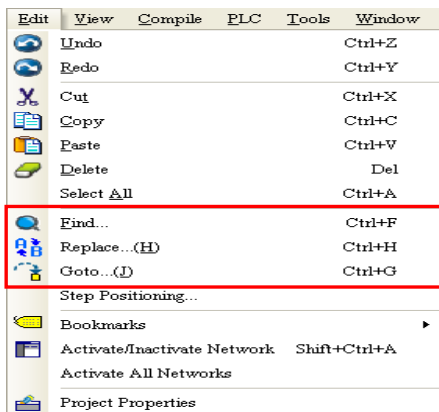 Edit View Compile PLC Tools Window
Undo Ctrl+Z
Redo Ctrl+Y
Cut Ctrl+X
Copy Ctrl+C
Paste Ctrl+V
Delete Del
Select All Ctrl+A
Find... Ctrl+F
Replace...(H) Ctrl+H
Goto...(J) Ctrl+G
Step Positioning...
Bookmarks
Activate/Inactivate Network Shift+Ctrl+A
Activate All Networks
Project Properties